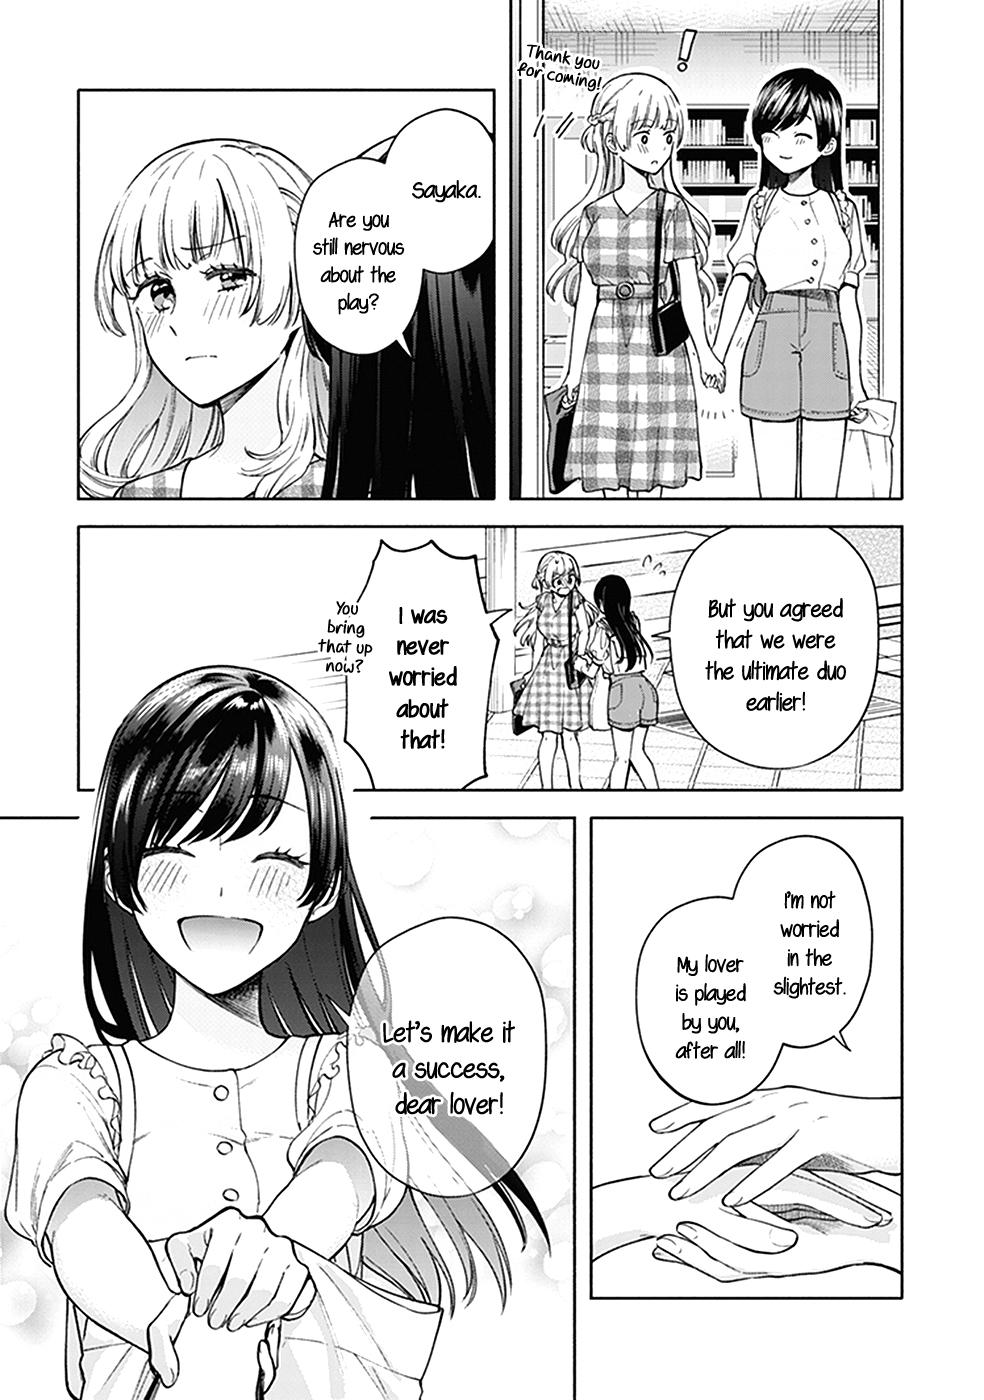 Thank you
for coming!
!
Sayaka.
Are you
still nervous
about the
play?
But you agreed
that we were
the ultimate duo
earlier!
I was
never
worried
about
that!
You
bring
that up
now?
I'm not
worried
in the
slightest.
My lover
is played
by you,
after all!
Let's make it
a success,
dear lover!